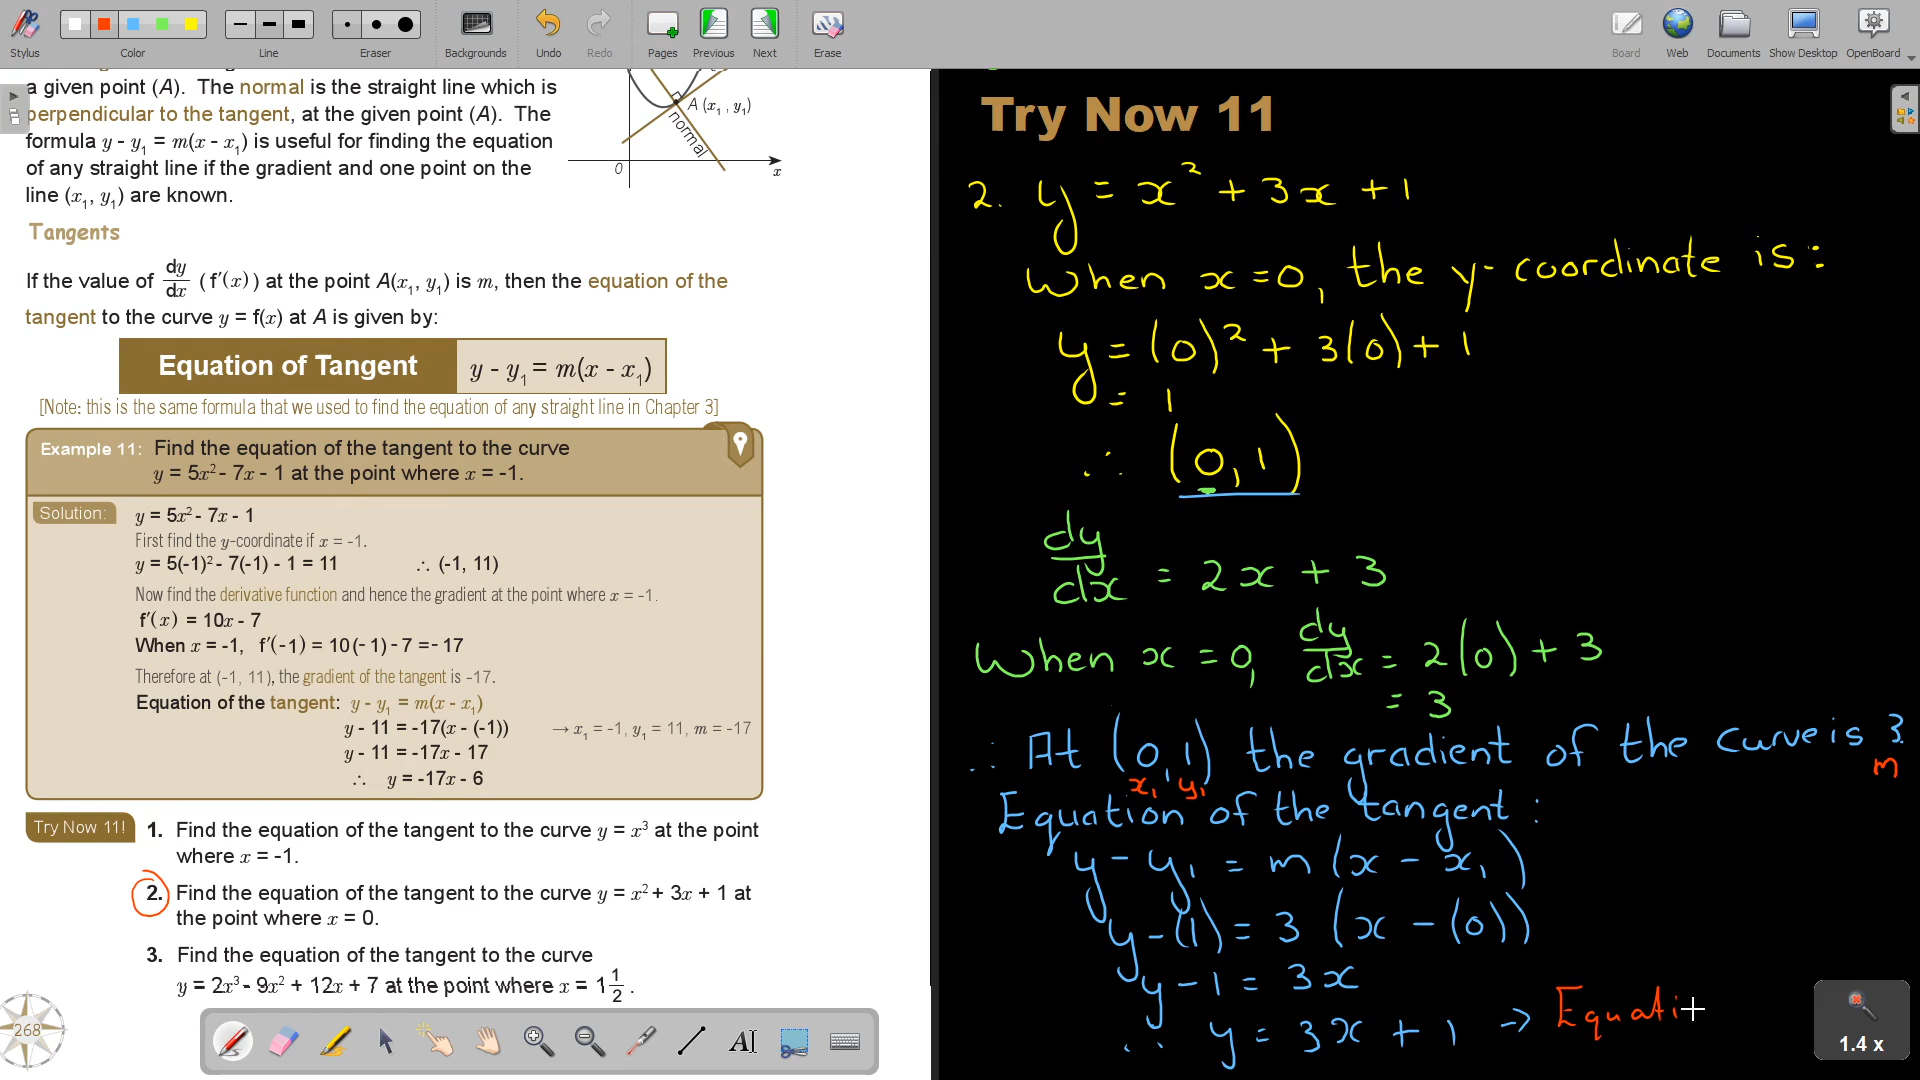 Stylus Color Line Eraser Backgrounds Undo Redo Pages Previous Next Erase Board Web Documents Show Desktop OpenBoard
a given point (A). The normal is the straight line which is
perpendicular to the tangent, at the given point (A). The
formula y - y₁ = m(x - x₁) is useful for finding the equation
of any straight line if the gradient and one point on the
line (x₁, y₁) are known.
A (x₁ , y₁)
normal
0
x
Tangents
If the value of dy/dx (f′(x)) at the point A(x₁, y₁) is m, then the equation of the
tangent to the curve y = f(x) at A is given by:
Equation of Tangent y - y₁ = m(x - x₁)
[Note: this is the same formula that we used to find the equation of any straight line in Chapter 3]
Example 11: Find the equation of the tangent to the curve
y = 5x² - 7x - 1 at the point where x = -1.
Solution: y = 5x² - 7x - 1
First find the y-coordinate if x = -1.
y = 5(-1)² - 7(-1) - 1 = 11 ∴ (-1, 11)
Now find the derivative function and hence the gradient at the point where x = -1.
f′(x) = 10x - 7
When x = -1, f′(-1) = 10(-1) - 7 = - 17
Therefore at (-1, 11), the gradient of the tangent is -17.
Equation of the tangent: y - y₁ = m(x - x₁)
y - 11 = -17(x - (-1)) → x₁ = -1, y₁ = 11, m = -17
y - 11 = -17x - 17
∴ y = -17x - 6
Try Now 11! 1. Find the equation of the tangent to the curve y = x³ at the point
where x = -1.
2. Find the equation of the tangent to the curve y = x² + 3x + 1 at
the point where x = 0.
3. Find the equation of the tangent to the curve
y = 2x³ - 9x² + 12x + 7 at the point where x = 1 1/2 .
268
Try Now 11
2. y = x² + 3x + 1
When x = 0, the y-coordinate is:
y = (0)² + 3(0) + 1
= 1
∴ (0, 1)
dy/dx = 2x + 3
When x = 0, dy/dx = 2(0) + 3
= 3
∴ At (0, 1) the gradient of the curve is 3
x₁ y₁ m
Equation of the tangent:
y - y₁ = m(x - x₁)
y - (1) = 3 (x - (0))
y - 1 = 3x
∴ y = 3x + 1 → Equati
1.4 x